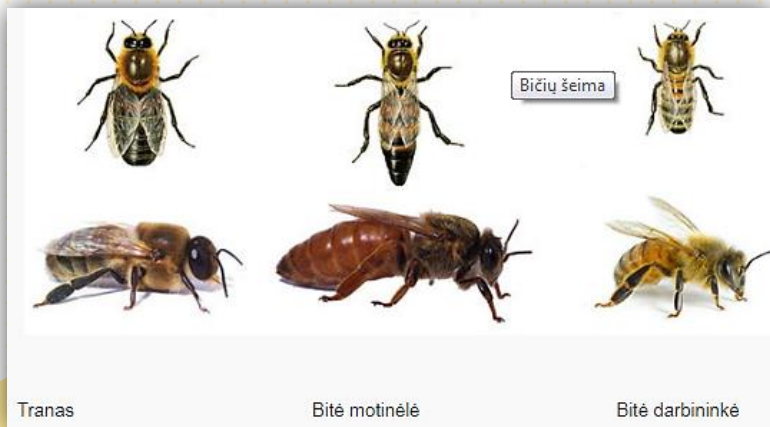 Bičių šeima
Tranas
Bitė motinėlė
Bitė darbininkė